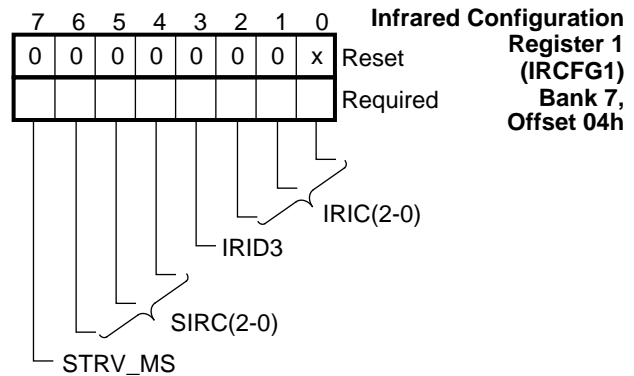 7 6 5 4 3 2 1 0
Infrared Configuration
Register 1
(IRCFG1)
Bank 7,
Offset 04h
0 0 0 0 0 0 0 x Reset
Required
IRIC(2-0)
IRID3
SIRC(2-0)
STRV_MS